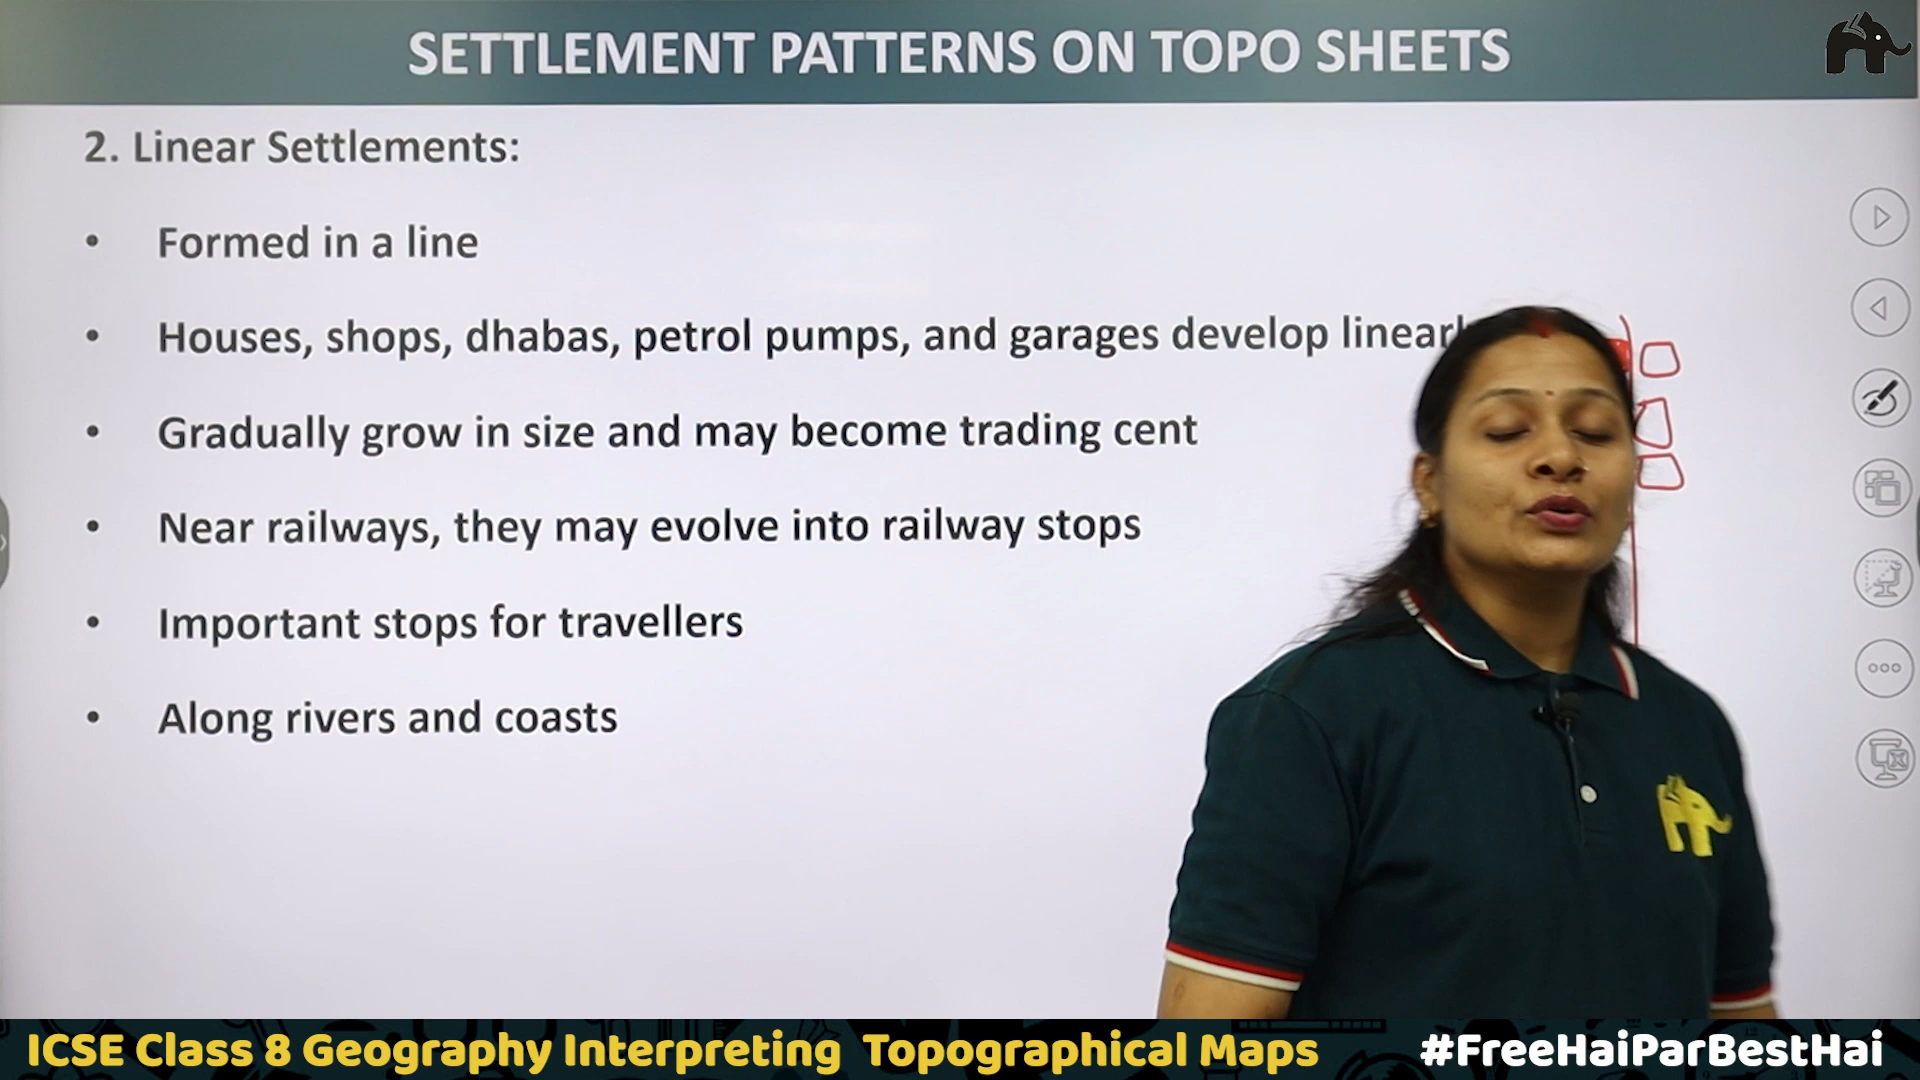 SETTLEMENT PATTERNS ON TOPO SHEETS
2. Linear Settlements:
• Formed in a line
• Houses, shops, dhabas, petrol pumps, and garages develop
• Gradually grow in size and may become trading cent
• Near railways, they may evolve into railway stops
• Important stops for travellers
• Along rivers and coasts
ICSE Class 8 Geography Interpreting Topographical Maps
#FreeHaiParBestHai